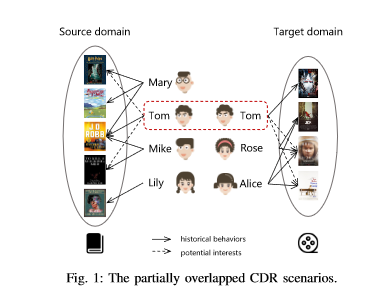 Source domain
Target domain
Mary
Tom
Tom
Mike
Rose
Lily
Alice
J.D.
ROBB
historical behaviors
potential interests
Fig. 1: The partially overlapped CDR scenarios.